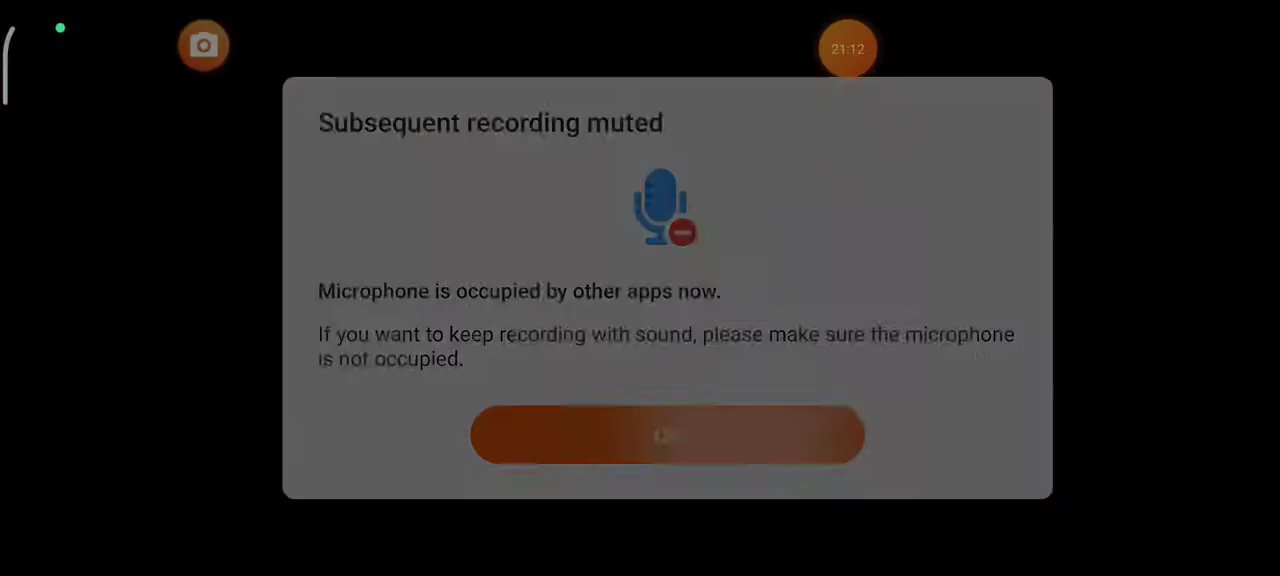 21:12
Subsequent recording muted
Microphone is occupied by other apps now.
If you want to keep recording with sound, please make sure the microphone
is not occupied.